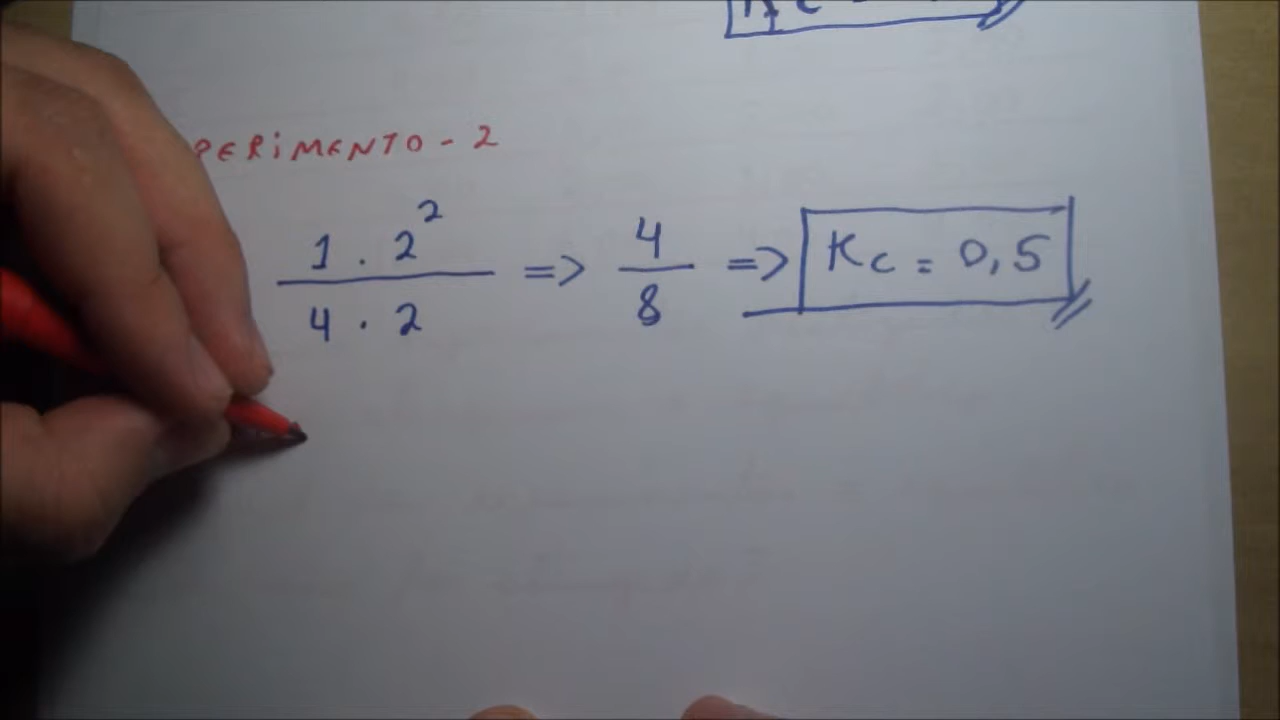 PERIMENTO - 2
1 . 2² / 4 . 2 => 4 / 8 => Kc = 0,5